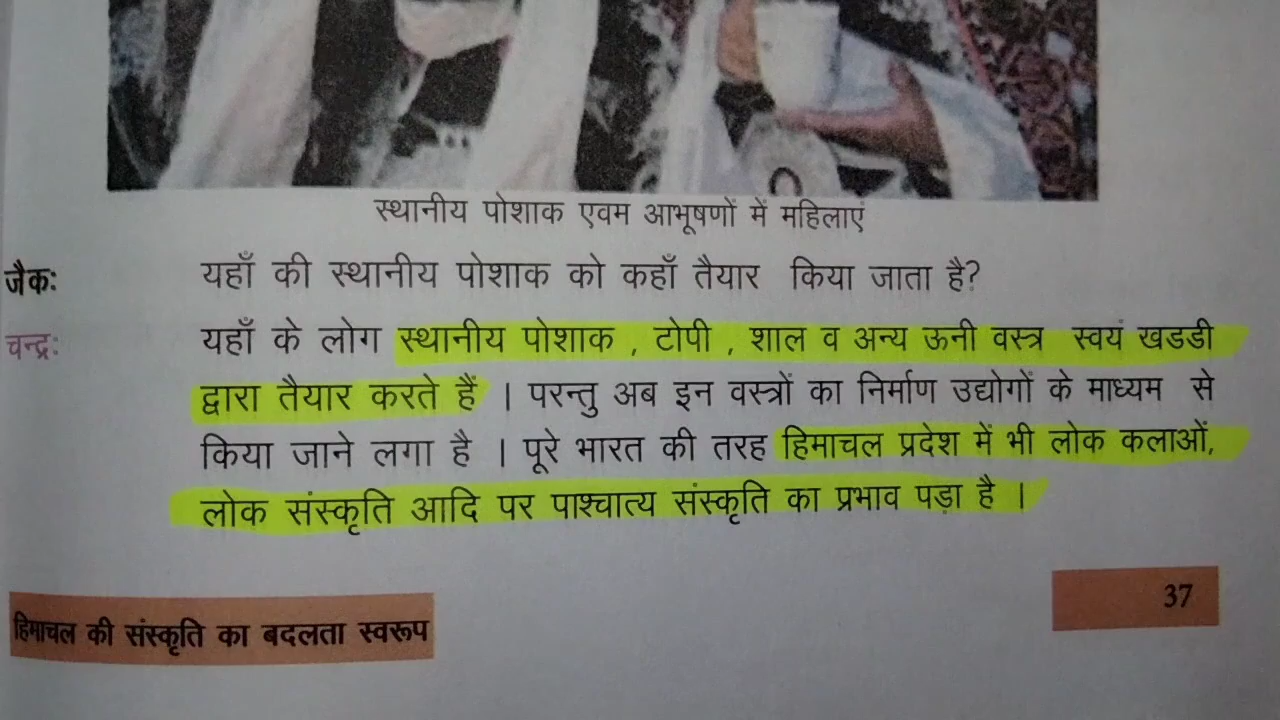 स्थानीय पोशाक एवम आभूषणों में महिलाएं
जैकः यहाँ की स्थानीय पोशाक को कहाँ तैयार किया जाता है?
चन्द्रः यहाँ के लोग स्थानीय पोशाक , टोपी , शाल व अन्य ऊनी वस्त्र स्वयं खडडी
द्वारा तैयार करते हैं । परन्तु अब इन वस्त्रों का निर्माण उद्योगों के माध्यम से
किया जाने लगा है । पूरे भारत की तरह हिमाचल प्रदेश में भी लोक कलाओं,
लोक संस्कृति आदि पर पाश्चात्य संस्कृति का प्रभाव पड़ा है ।
हिमाचल की संस्कृति का बदलता स्वरूप
37